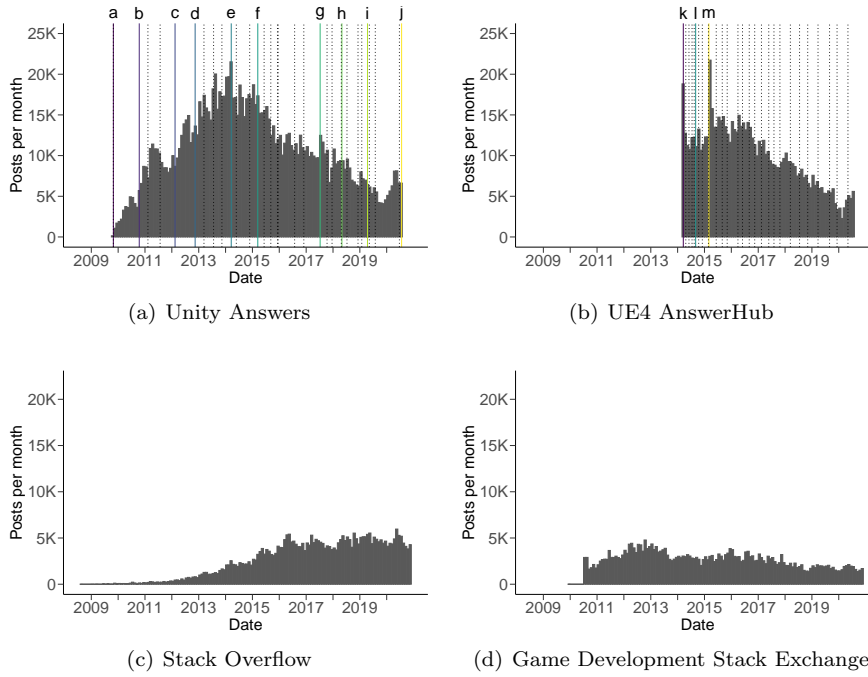 a b c d e f g h i j
25K
20K
15K
10K
5K
0
Posts per month
2009 2011 2013 2015 2017 2019
Date
(a) Unity Answers
k l m
25K
20K
15K
10K
5K
0
Posts per month
2009 2011 2013 2015 2017 2019
Date
(b) UE4 AnswerHub
20K
15K
10K
5K
0
Posts per month
2009 2011 2013 2015 2017 2019
Date
(c) Stack Overflow
20K
15K
10K
5K
0
Posts per month
2009 2011 2013 2015 2017 2019
Date
(d) Game Development Stack Exchange